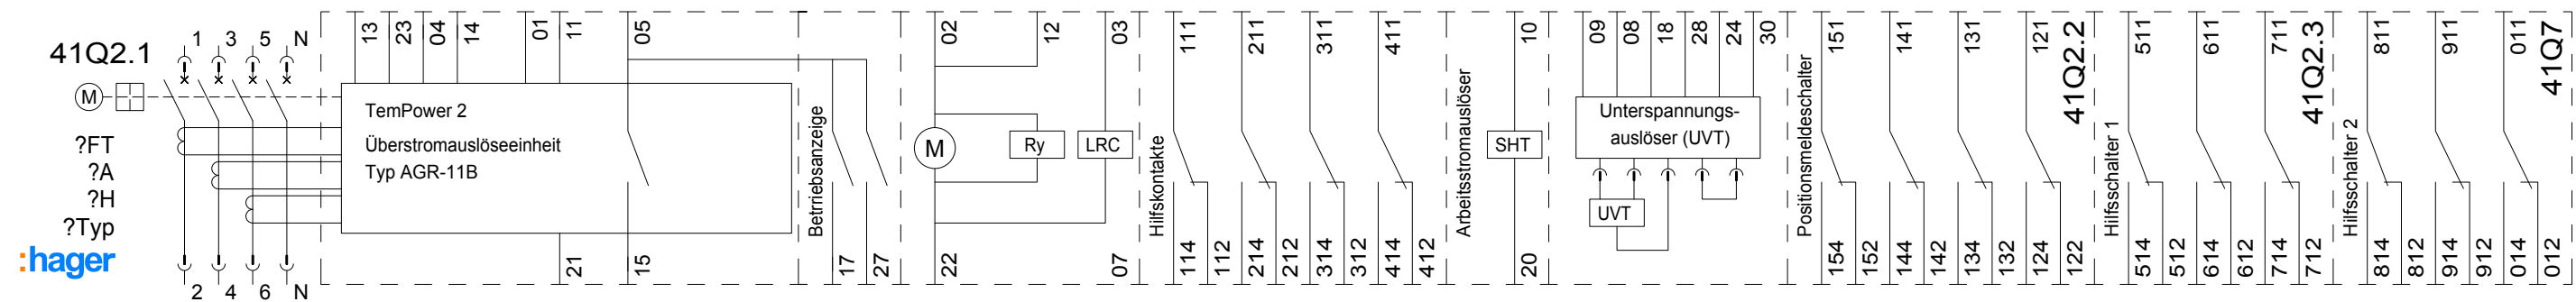 41Q2.1
1 3 5 N
M
?FT
?A
?H
?Typ
:hager
2 4 6 N
13 23 04 14 01 11 05
TemPower 2
Überstromauslöseeinheit
Typ AGR-11B
21 15
Betrriebsanzeige
17 27
02 12 03
M Ry LRC
22 07
Hilfskontakte
111 211 311 411
114 112 214 212 314 312 414 412
Arbeitsstromauslöser
10
SHT
20
09 08 18 28 24 30
Unterspannungs-
auslöser (UVT)
UVT
Positionsmeldeschalter
151 141 131 121
41Q2.2
154 152 144 142 134 132 124 122
Hilfsschalter 1
511 611 711
41Q2.3
514 512 614 612 714 712
Hilfsschalter 2
811 911 011
41Q7
814 812 914 912 014 012